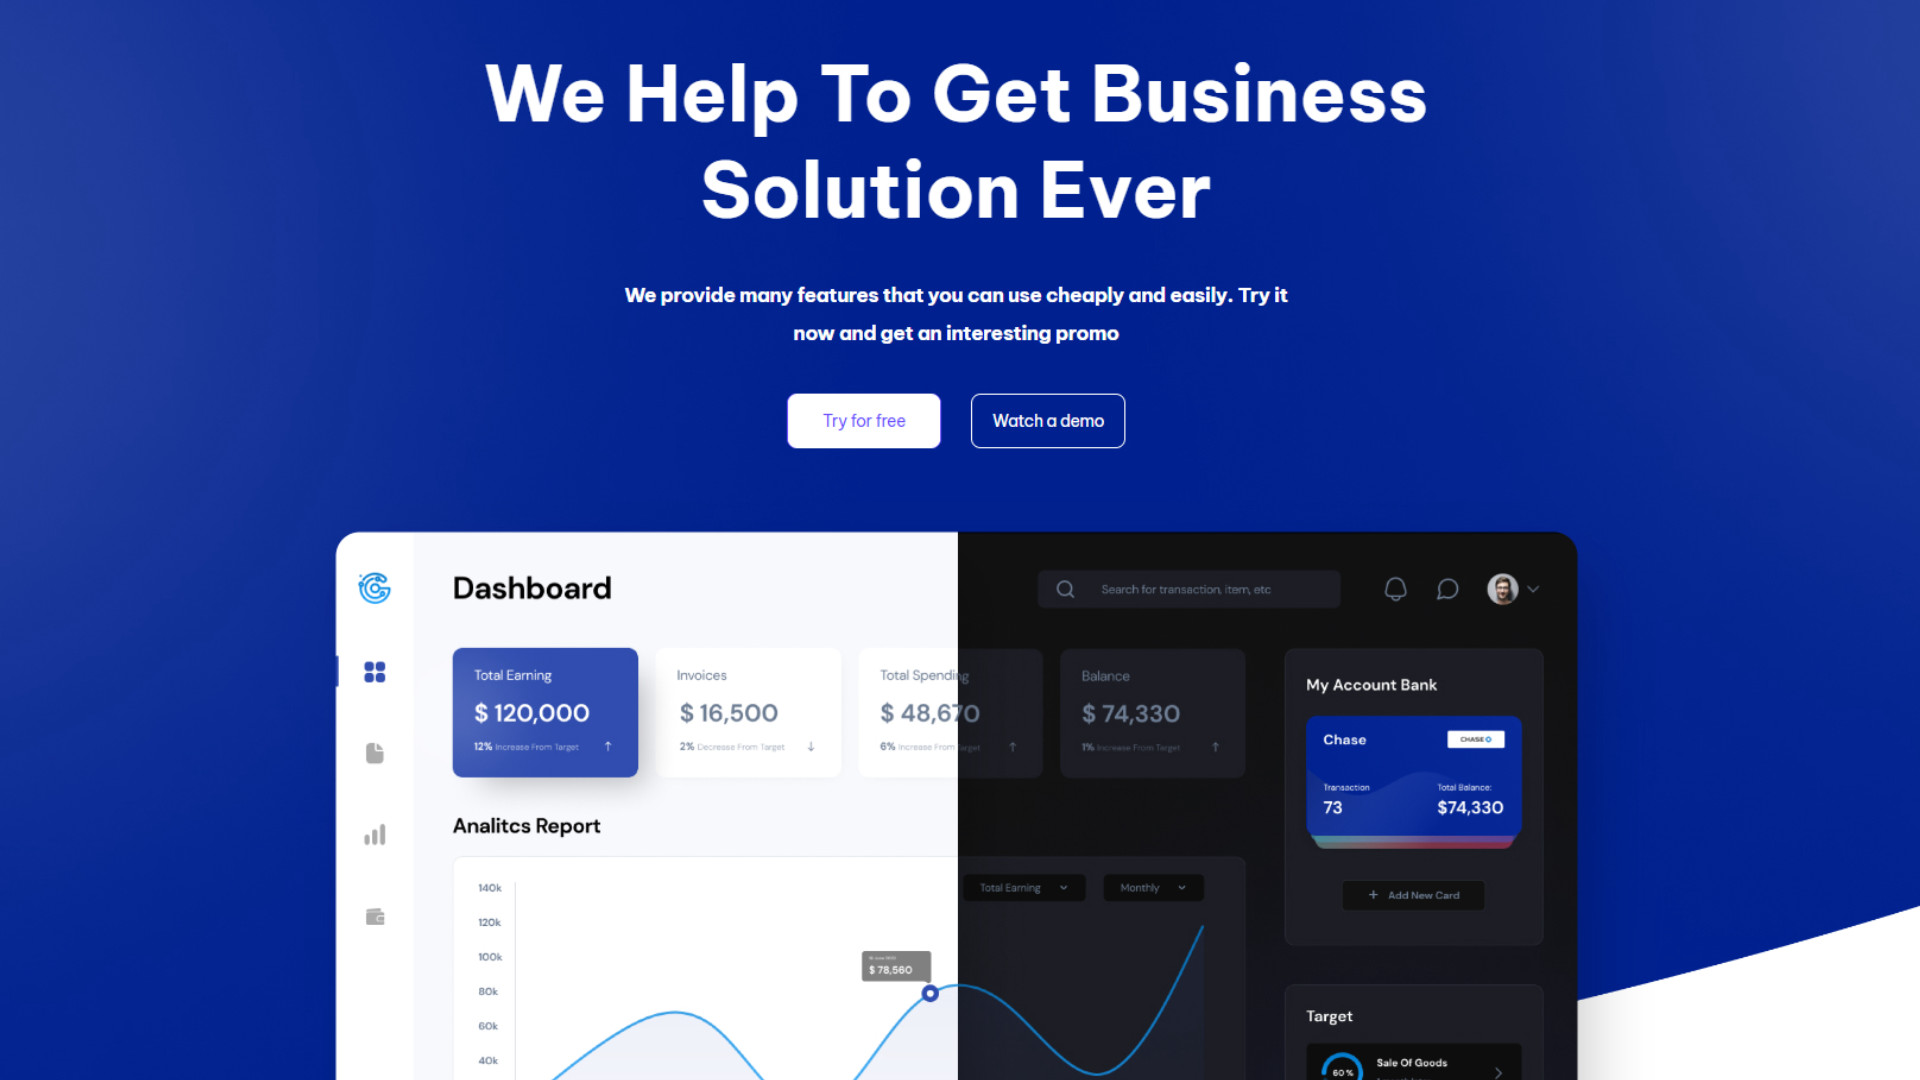 We Help To Get Business
Solution Ever
We provide many features that you can use cheaply and easily. Try it
now and get an interesting promo
Try for free
Watch a demo
Dashboard
Search for transaction, item, etc
Total Earning
$ 120,000
12% Increase From Target
Invoices
$ 16,500
2% Decrease From Target
Total Spending
$ 48,670
6% Increase From Target
Balance
$ 74,330
1% Increase From Target
My Account Bank
Chase
CHASE
Transaction
73
Total Balance:
$74,330
Add New Card
Analitcs Report
Total Earning
Monthly
140k
120k
100k
80k
60k
40k
$ 78,560
Target
60%
Sale Of Goods